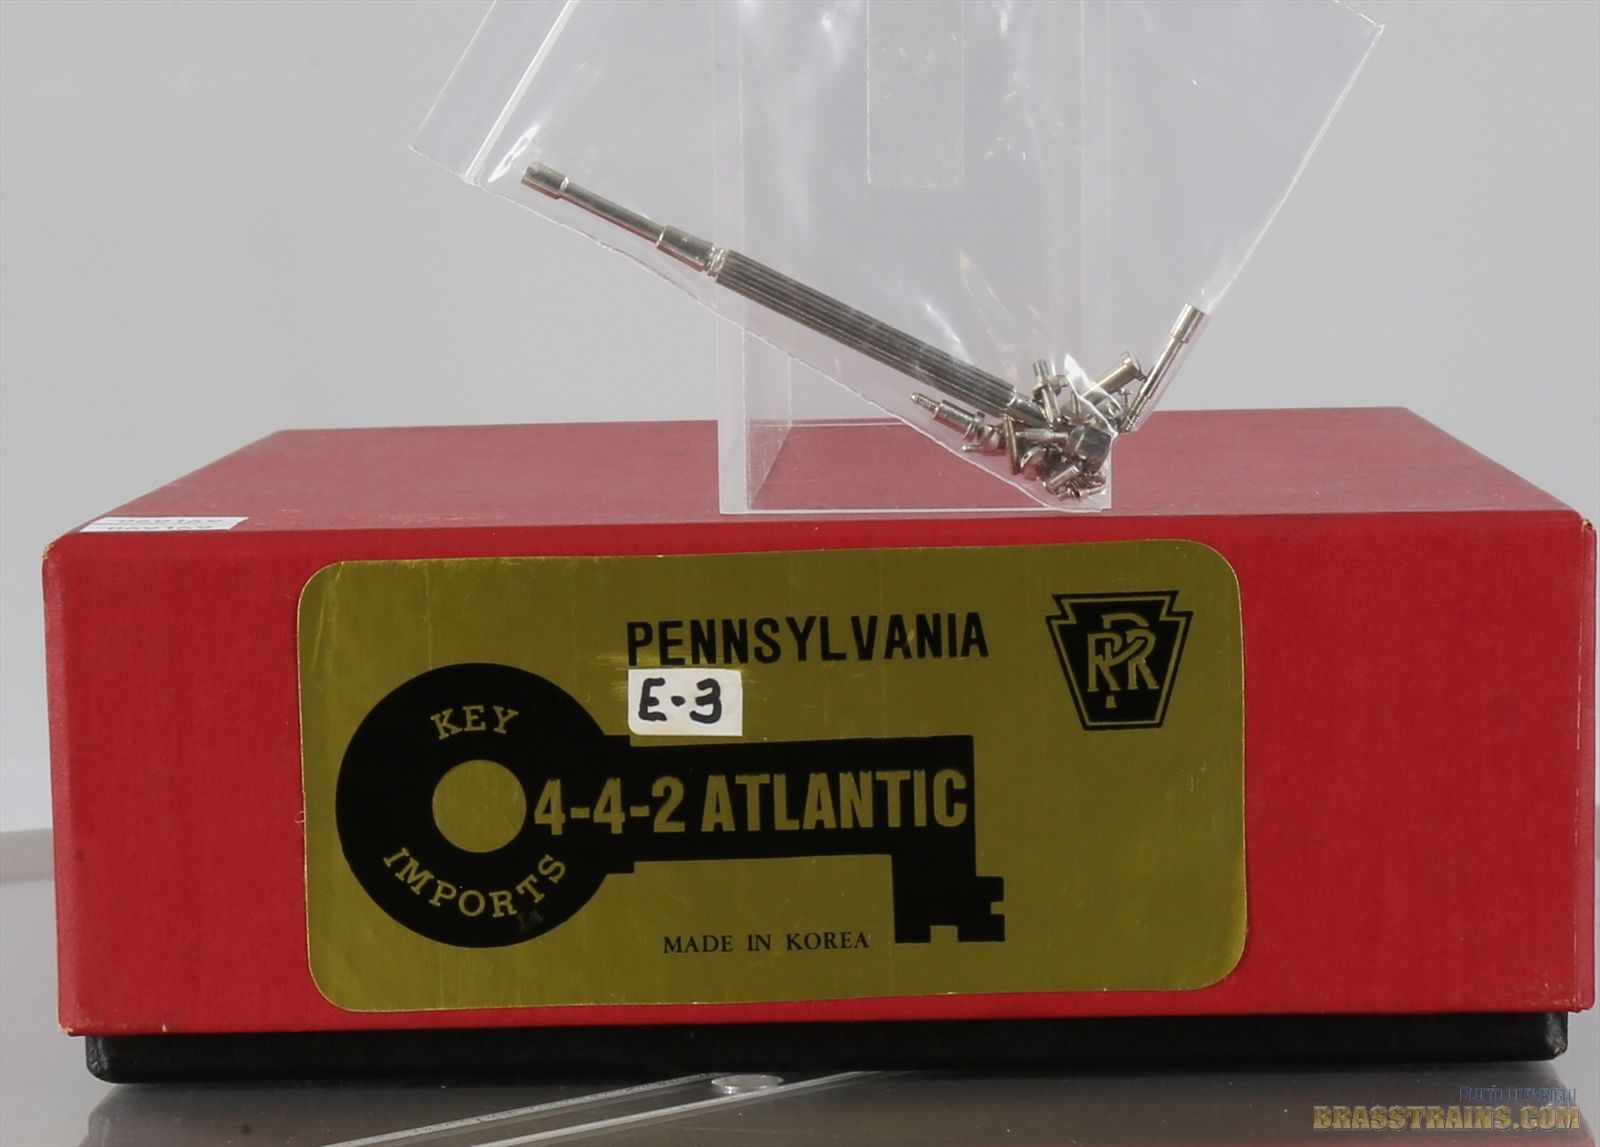 PENNSYLVANIA
PRR
E-3
KEY
4-4-2 ATLANTIC
IMPORTS
MADE IN KOREA
PHOTO COPYRIGHT
BRASSTRAINS.COM